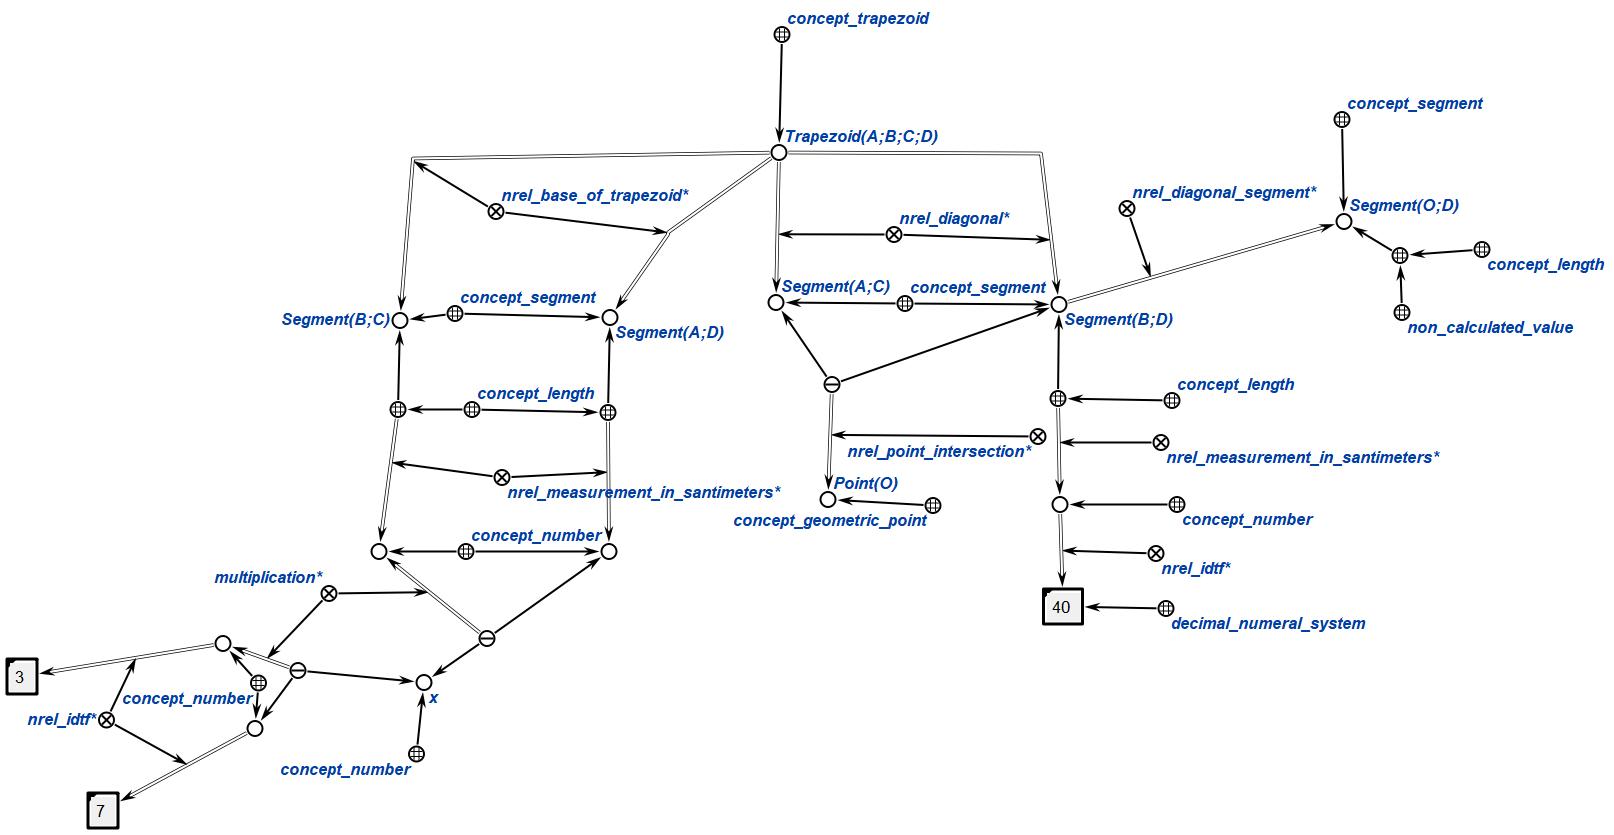 concept_trapezoid
concept_segment
Trapezoid(A;B;C;D)
nrel_base_of_trapezoid*
nrel_diagonal_segment*
Segment(O;D)
nrel_diagonal*
concept_length
Segment(A;C)
concept_segment
concept_segment
Segment(B;C)
Segment(B;D)
non_calculated_value
Segment(A;D)
concept_length
concept_length
nrel_point_intersection*
nrel_measurement_in_santimeters*
Point(O)
nrel_measurement_in_santimeters*
concept_geometric_point
concept_number
concept_number
nrel_idtf*
multiplication*
40
decimal_numeral_system
3
concept_number
x
nrel_idtf*
concept_number
7